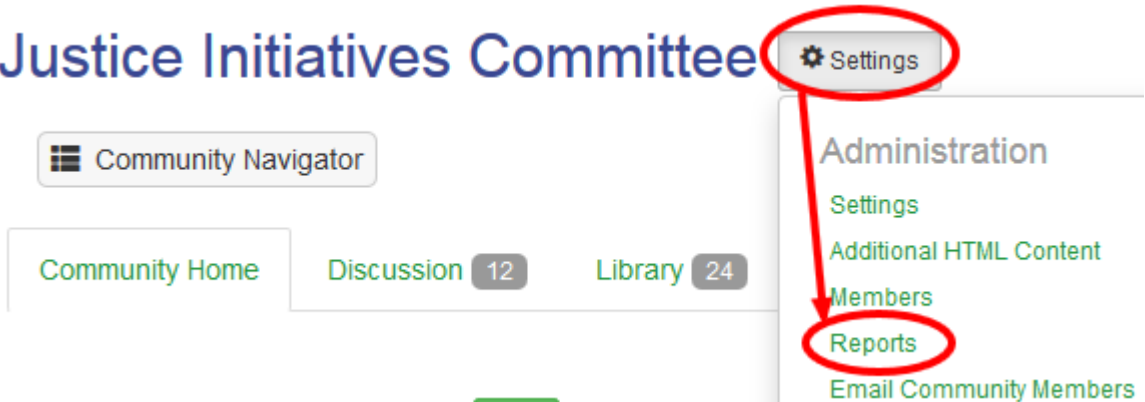 Justice Initiatives Committee
Settings
Community Navigator
Administration
Settings
Additional HTML Content
Members
Reports
Email Community Members
Community Home
Discussion 12
Library 24